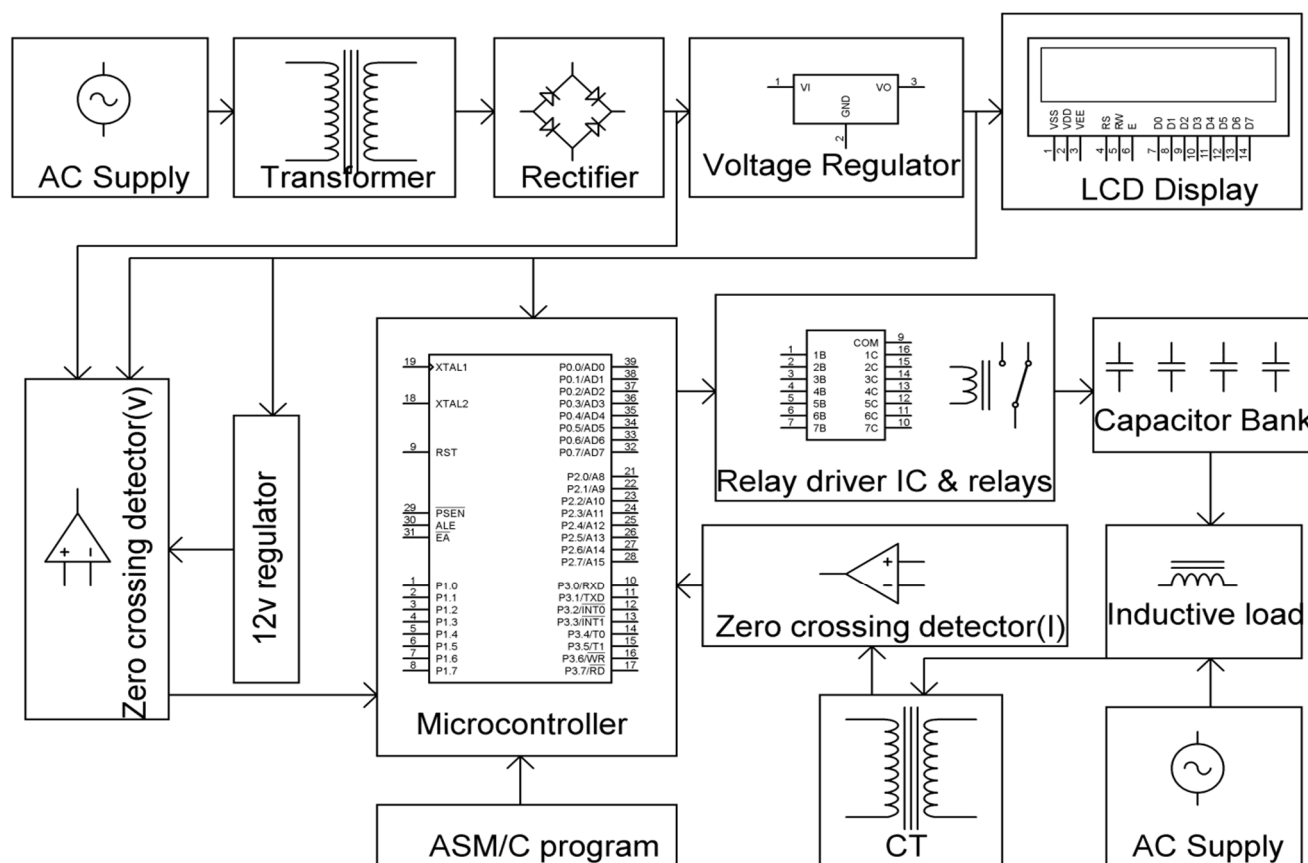 AC Supply
Transformer
Rectifier
1 VI VO 3
GND
2
Voltage Regulator
VSS VDD VEE RS RW E D0 D1 D2 D3 D4 D5 D6 D7
1 2 3 4 5 6 7 8 9 10 11 12 13 14
LCD Display
+ -
Zero crossing detector(v)
12v regulator
19 XTAL1 P0.0/AD0 39
P0.1/AD1 38
P0.2/AD2 37
18 XTAL2 P0.3/AD3 36
P0.4/AD4 35
P0.5/AD5 34
P0.6/AD6 33
9 RST P0.7/AD7 32
P2.0/A8 21
P2.1/A9 22
P2.2/A10 23
29 PSEN P2.3/A11 24
30 ALE P2.4/A12 25
31 EA P2.5/A13 26
P2.6/A14 27
P2.7/A15 28
1 P1.0 P3.0/RXD 10
2 P1.1 P3.1/TXD 11
3 P1.2 P3.2/INT0 12
4 P1.3 P3.3/INT1 13
5 P1.4 P3.4/T0 14
6 P1.5 P3.5/T1 15
7 P1.6 P3.6/WR 16
8 P1.7 P3.7/RD 17
Microcontroller
COM 9
1 1B 1C 16
2 2B 2C 15
3 3B 3C 14
4 4B 4C 13
5 5B 5C 12
6 6B 6C 11
7 7B 7C 10
Relay driver IC & relays
Capacitor Bank
+
-
Zero crossing detector(I)
Inductive load
ASM/C program
CT
AC Supply